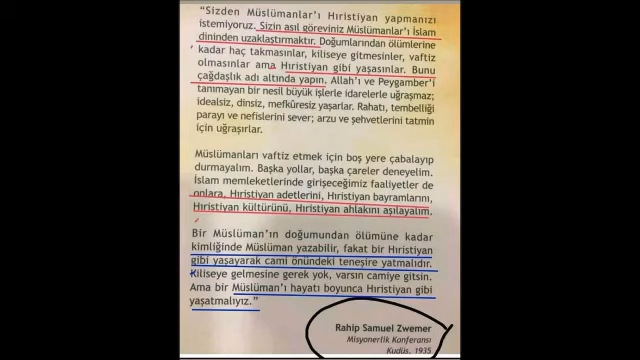 “Sizden Müslümanlar’ı Hıristiyan yapmanızı
istemiyoruz. Sizin asıl göreviniz Müslümanlar’ı İslam
dininden uzaklaştırmaktır. Doğumlarından ölümlerine
kadar haç takmasınlar, kiliseye gitmesinler, vaftiz
olmasınlar ama Hıristiyan gibi yaşasınlar. Bunu
çağdaşlık adı altında yapın. Allah’ı ve Peygamber’i
tanımayan bir nesil büyük işlerle idarelerle uğraşmaz;
idealsiz, dinsiz, mefkûresiz yaşarlar. Rahatı, tembelliği
parayı ve nefislerini sever; arzu ve şehvetlerini tatmin
için uğraşırlar.
Müslümanları vaftiz etmek için boş yere çabalayıp
durmayalım. Başka yollar, başka çareler deneyelim.
İslam memleketlerinde girişeceğimiz faaliyetler de
onlara, Hıristiyan adetlerini, Hıristiyan bayramlarını,
Hıristiyan kültürünü, Hıristiyan ahlakını aşılayalım.
Bir Müslüman’ın doğumundan ölümüne kadar
kimliğinde Müslüman yazabilir, fakat bir Hıristiyan
gibi yaşayarak cami önündeki teneşire yatmalıdır.
Kiliseye gelmesine gerek yok, varsın camiye gitsin.
Ama bir Müslüman’ı hayatı boyunca Hıristiyan gibi
yaşatmalıyız.”
Rahip Samuel Zwemer
Misyonerlik Konferansı
Kudüs, 1935